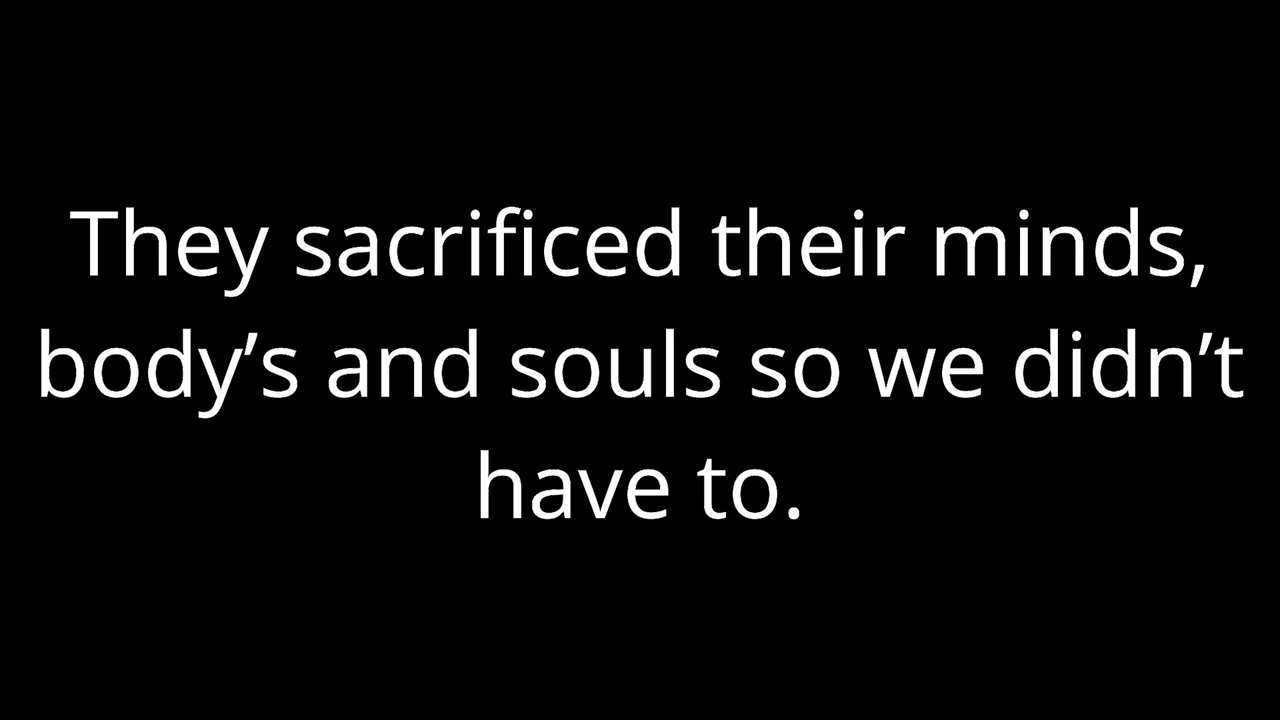 They sacrificed their minds,
body’s and souls so we didn’t
have to.